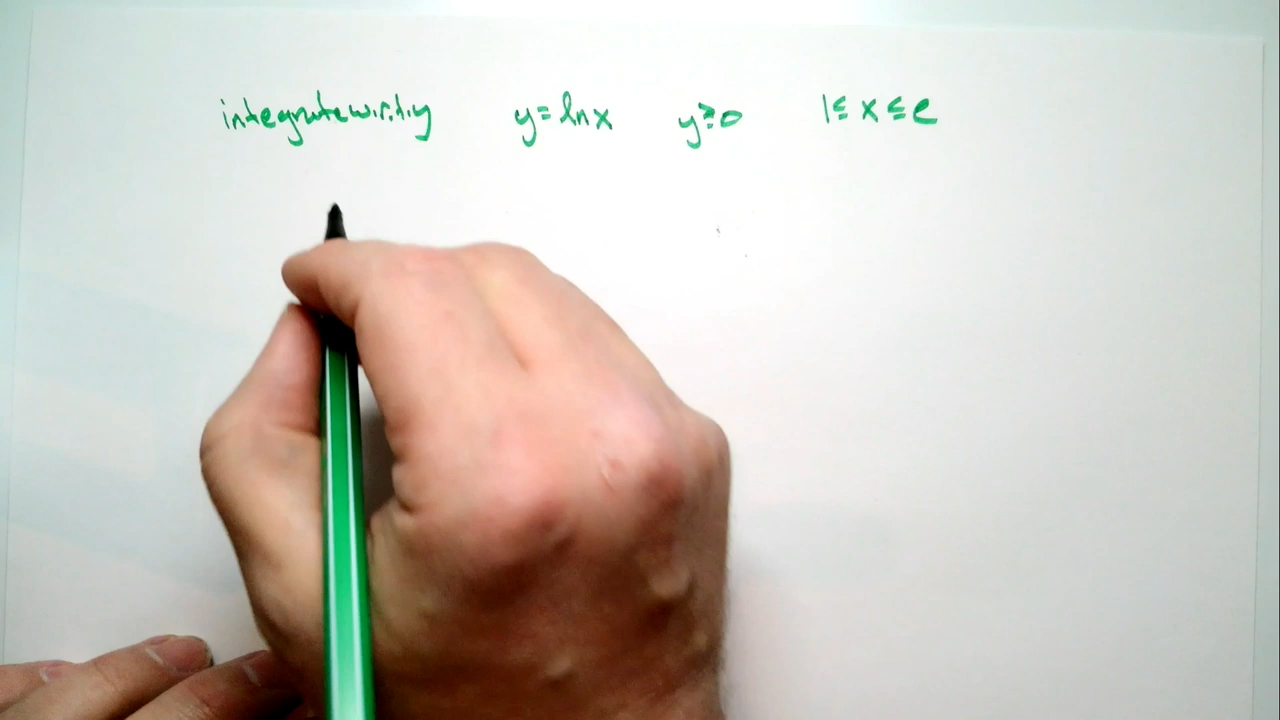 integrate w.r.t. y y = ln x y ≥ 0 1 ≤ x ≤ e